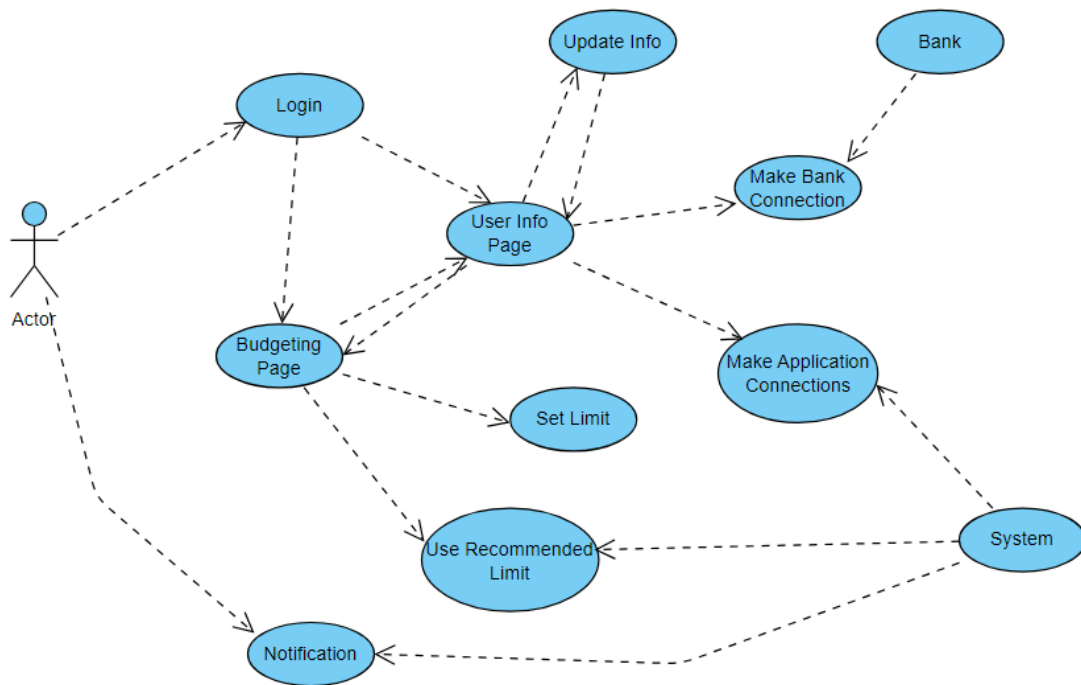 Update Info
Bank
Login
Make Bank
Connection
User Info
Page
Actor
Budgeting
Page
Make Application
Connections
Set Limit
Use Recommended
Limit
System
Notification